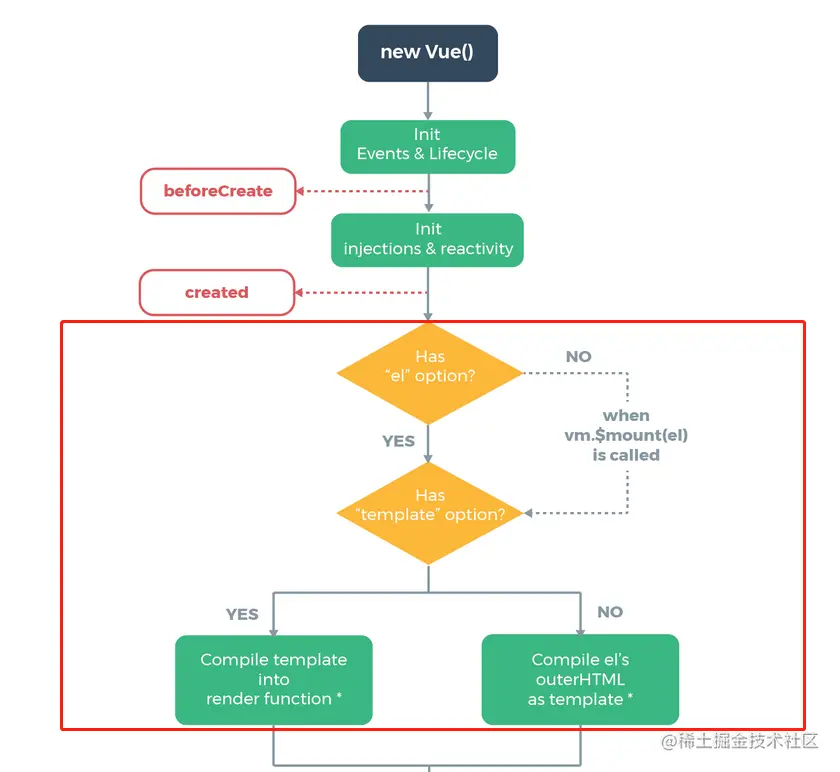 new Vue()
Init
Events & Lifecycle
beforeCreate
Init
injections & reactivity
created
Has
“el” option?
NO
when
vm.$mount(el)
is called
YES
Has
“template” option?
YES
NO
Compile template
into
render function *
Compile el’s
outerHTML
as template *
@稀土掘金技术社区